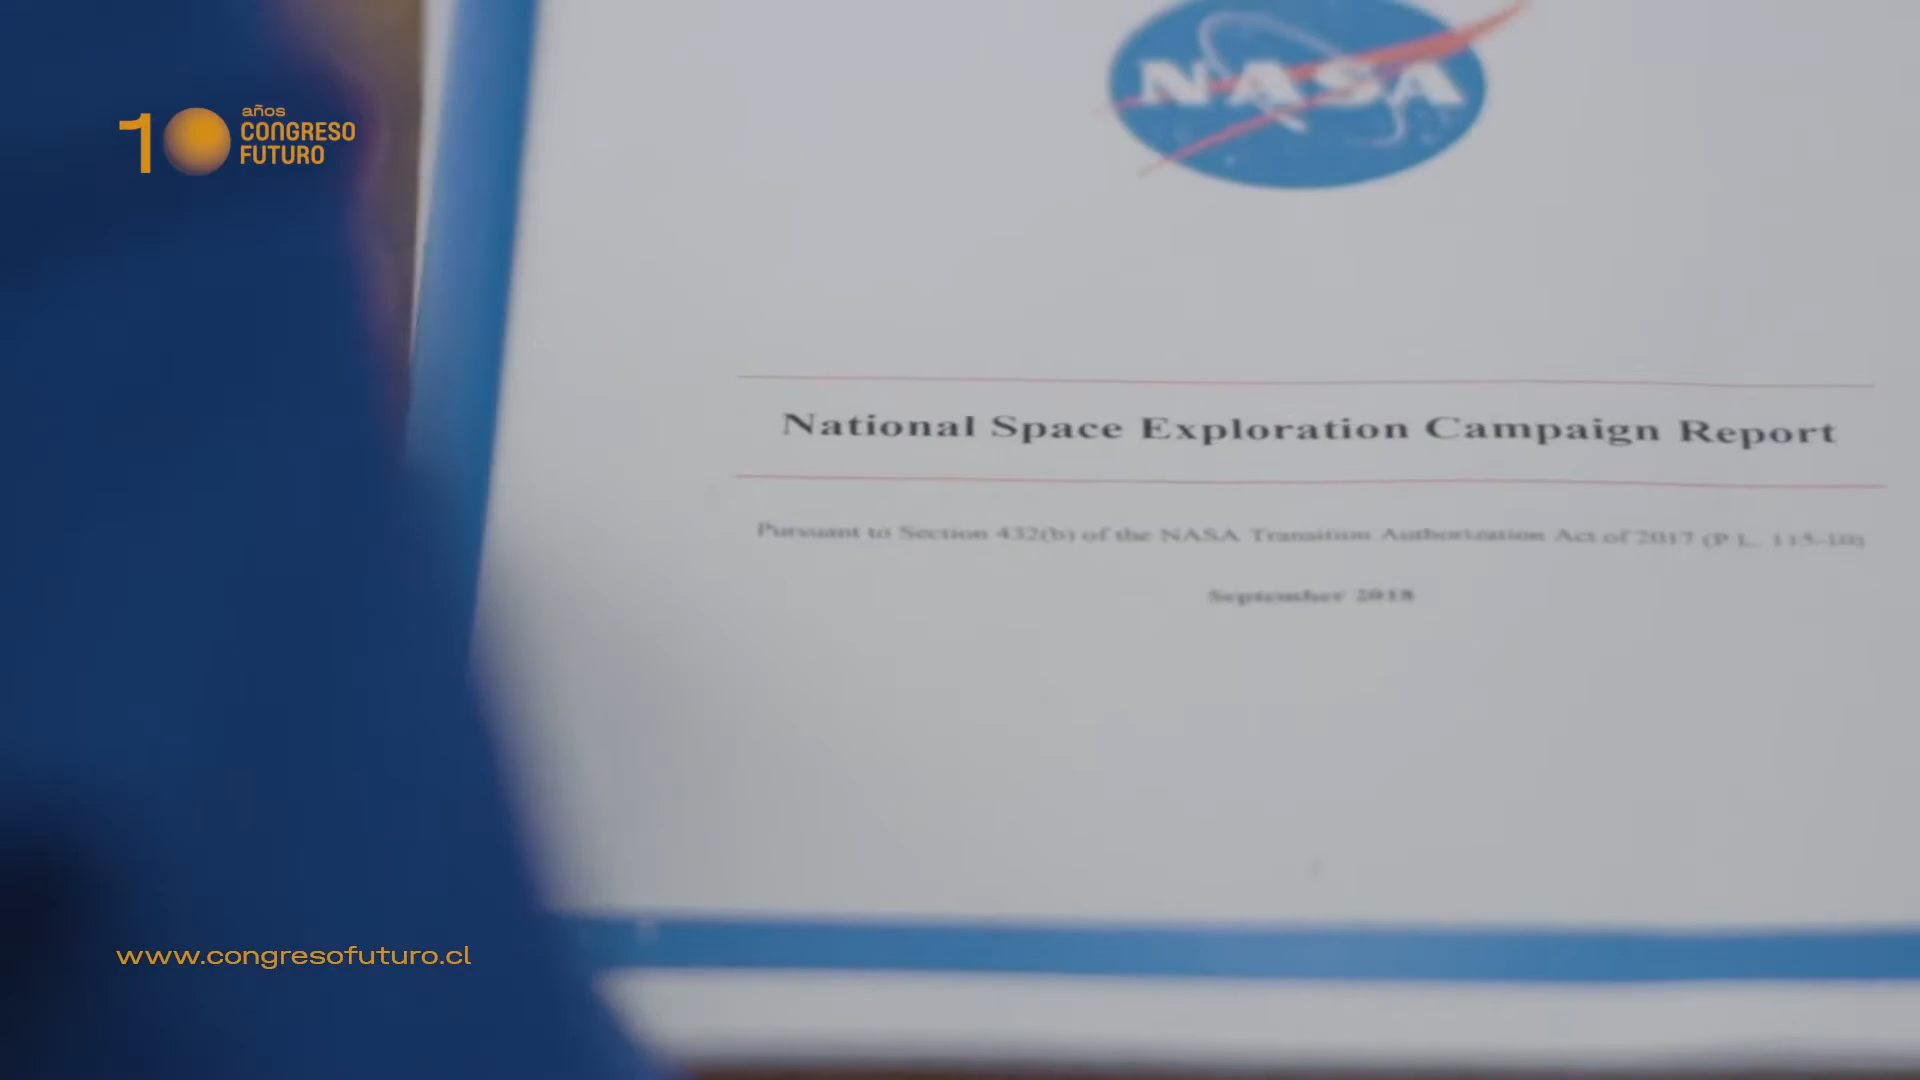 10 años
CONGRESO
FUTURO
NASA
National Space Exploration Campaign Report
Pursuant to Section 432(b) of the NASA Transition Authorization Act of 2017 (P.L. 115-10)
September 2018
www.congresofuturo.cl